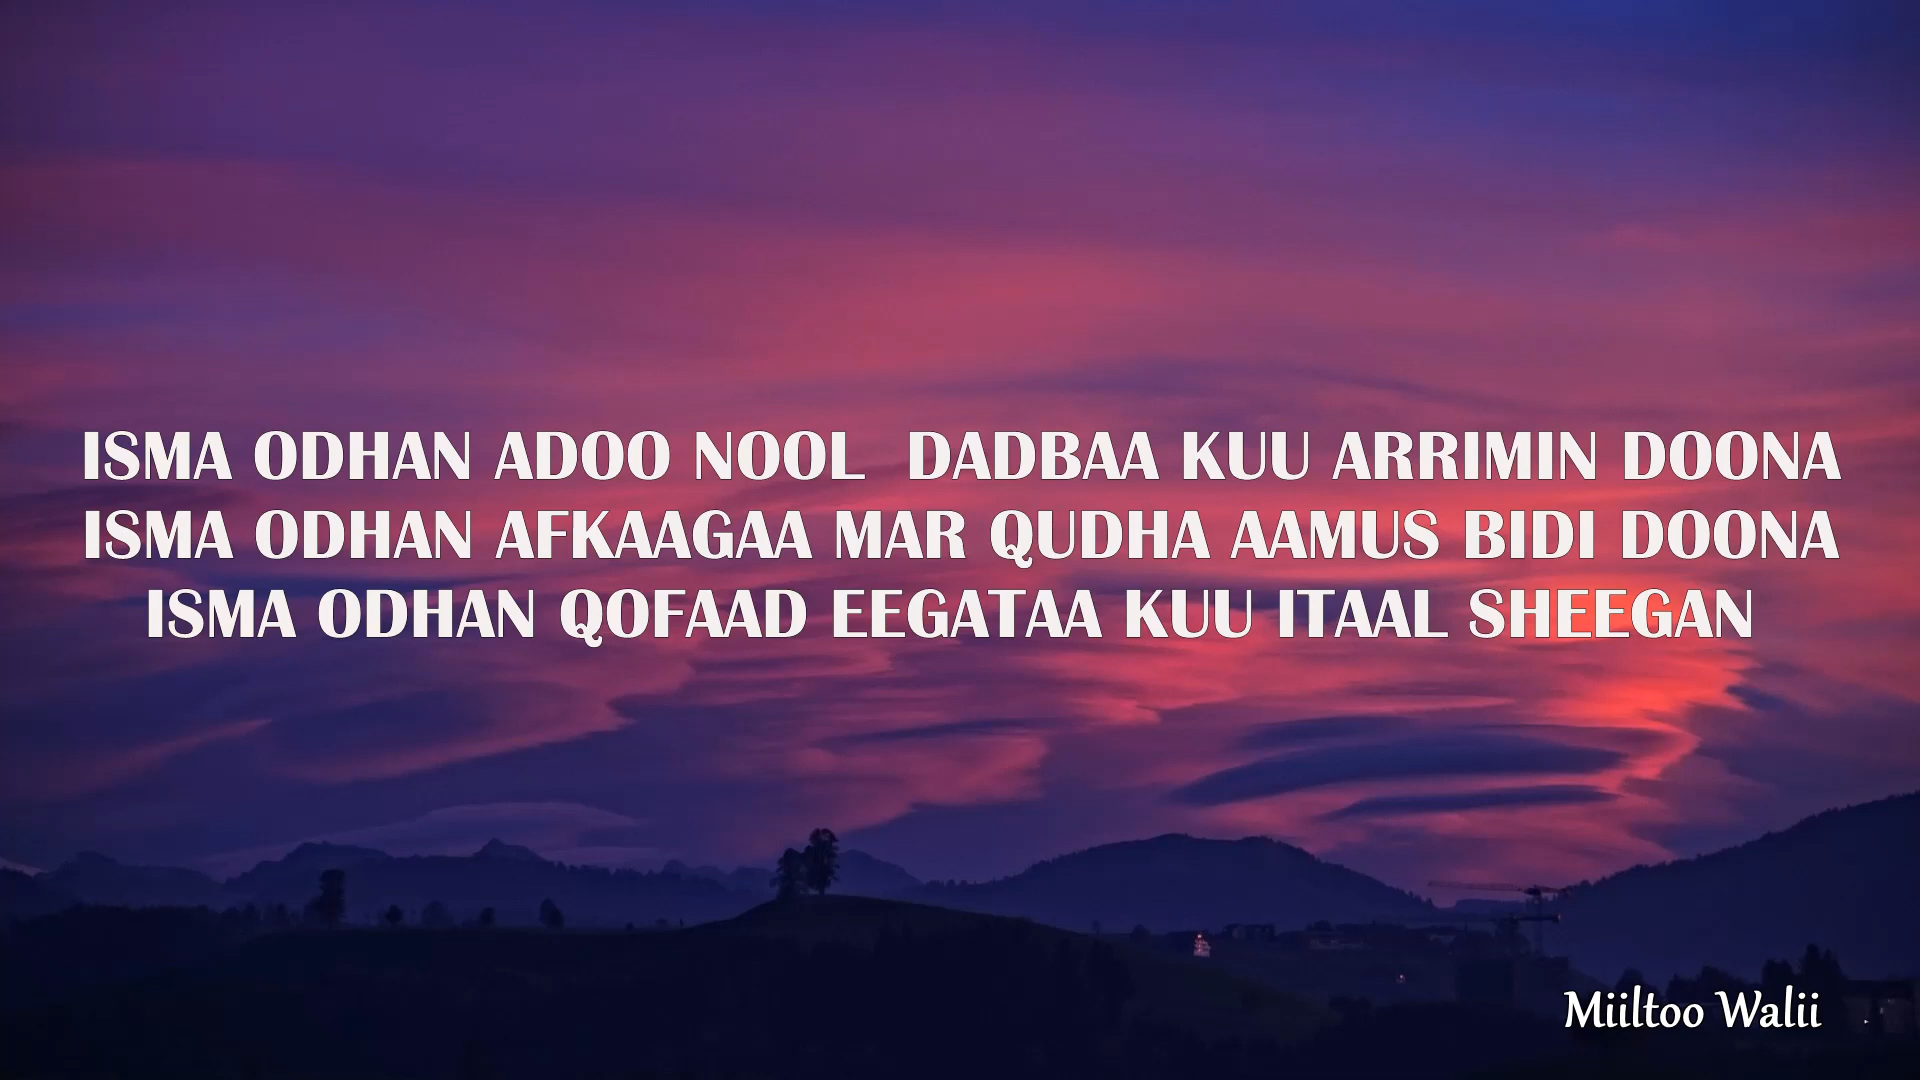 ISMA ODHAN ADOO NOOL  DADBAA KUU ARRIMIN DOONA
ISMA ODHAN AFKAAGAA MAR QUDHA AAMUS BIDI DOONA
ISMA ODHAN QOFAAD EEGATAA KUU ITAAL SHEEGAN
Miiltoo Walii